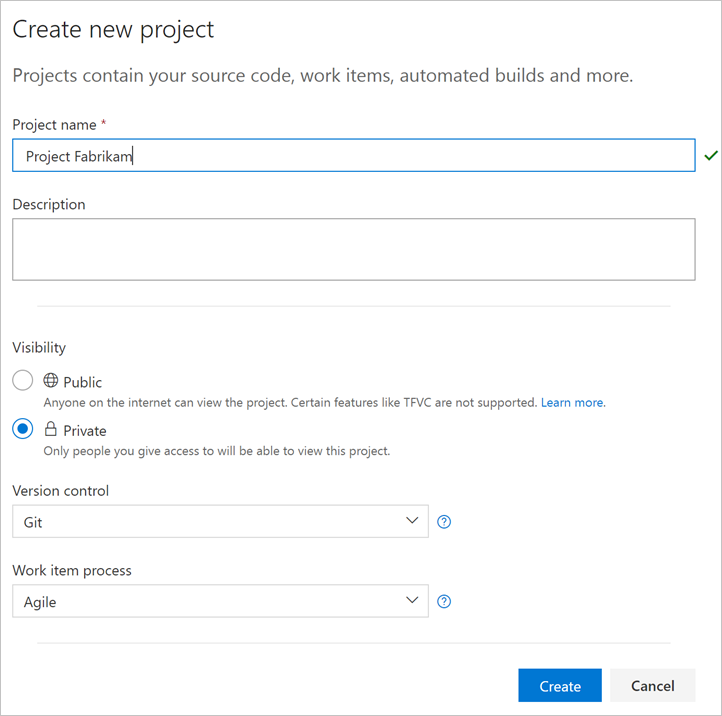 Create new project
Projects contain your source code, work items, automated builds and more.
Project name *
Project Fabrikam
Description
Visibility
Public
Anyone on the internet can view the project. Certain features like TFVC are not supported. Learn more.
Private
Only people you give access to will be able to view this project.
Version control
Git
?
Work item process
Agile
?
Create Cancel